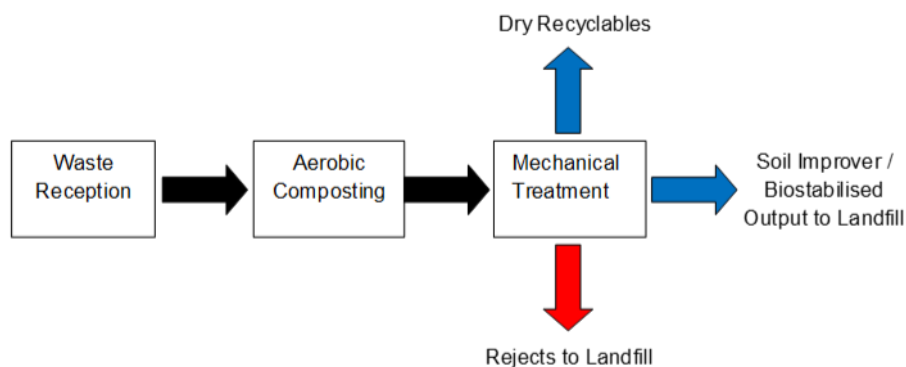 Dry Recyclables
Waste
Reception
Aerobic
Composting
Mechanical
Treatment
Soil Improver /
Biostabilised
Output to Landfill
Rejects to Landfill